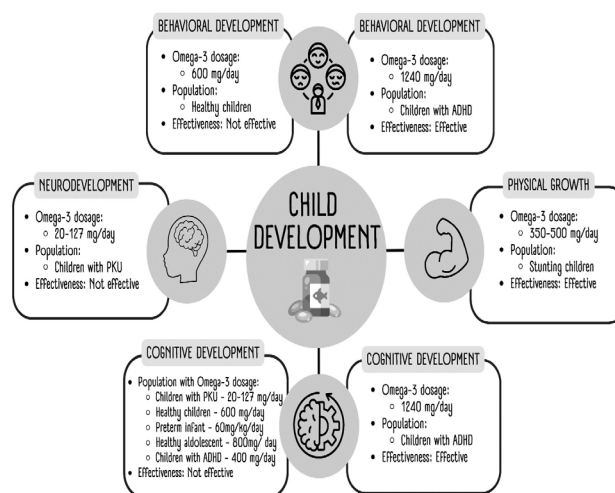 BEHAVIORAL DEVELOPMENT
• Omega-3 dosage:
○ 600 mg/day
• Population:
○ Healthy children
• Effectiveness: Not effective
BEHAVIORAL DEVELOPMENT
• Omega-3 dosage:
○ 1240 mg/day
• Population:
○ Children with ADHD
• Effectiveness: Effective
NEURODEVELOPMENT
• Omega-3 dosage:
○ 20-127 mg/day
• Population:
○ Children with PKU
• Effectiveness: Not effective
CHILD
DEVELOPMENT
PHYSICAL GROWTH
• Omega-3 dosage:
○ 350-500 mg/day
• Population:
○ Stunting children
• Effectiveness: Effective
COGNITIVE DEVELOPMENT
• Population with Omega-3 dosage:
○ Children with PKU - 20-127 mg/day
○ Healthy children - 600 mg/day
○ Preterm infant - 60mg/kg/day
○ Healthy aldolescent - 800mg/ day
○ Children with ADHD - 400 mg/day
• Effectiveness: Not effective
COGNITIVE DEVELOPMENT
• Omega-3 dosage:
○ 1240 mg/day
• Population:
○ Children with ADHD
• Effectiveness: Effective